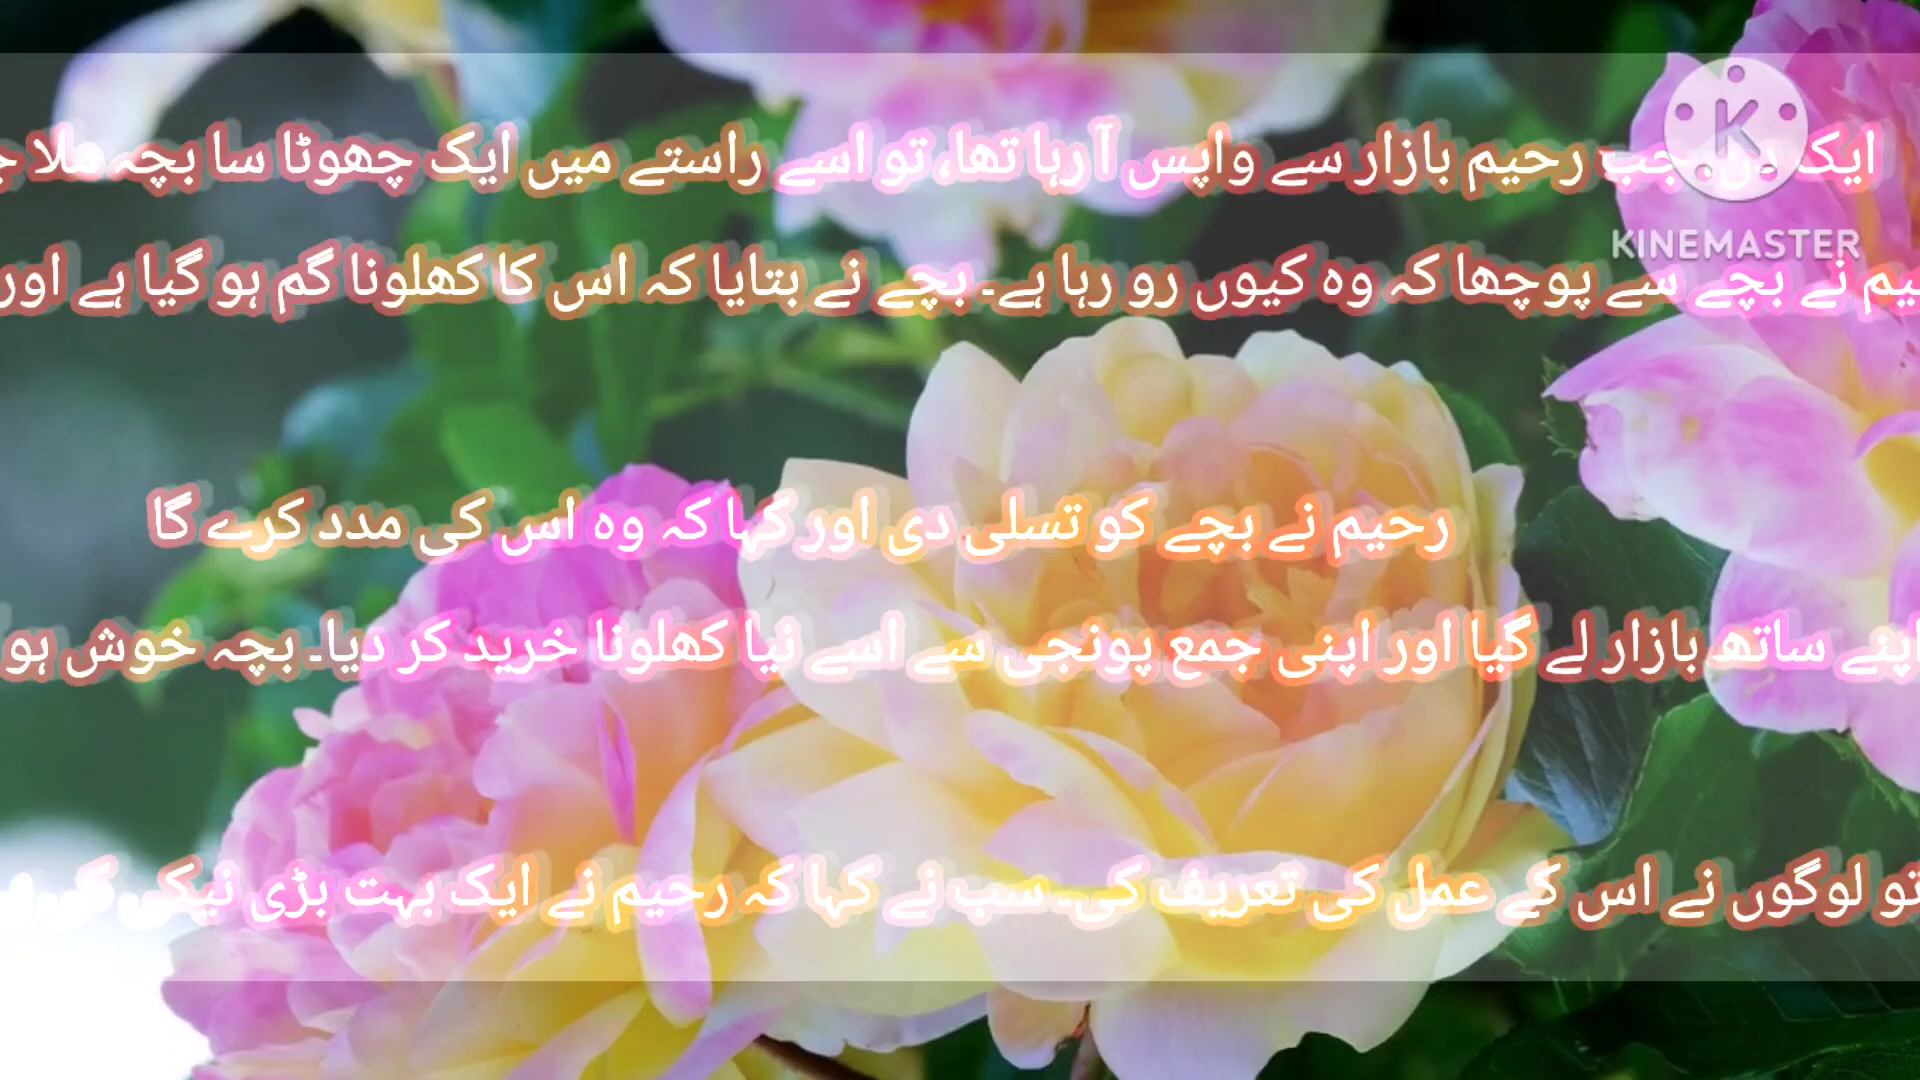 ایک دن، جب رحیم بازار سے واپس آ رہا تھا، تو اسے راستے میں ایک چھوٹا سا بچہ ملا
KINEMASTER
نے بچے سے پوچھا کہ وہ کیوں رو رہا ہے۔ بچے نے بتایا کہ اس کا کھلونا گم ہو گیا ہے اور
رحیم نے بچے کو تسلی دی اور کہا کہ وہ اس کی مدد کرے گا
اپنے ساتھ بازار لے گیا اور اپنی جمع پونجی سے اسے نیا کھلونا خرید کر دیا۔ بچہ خوش ہو
تو لوگوں نے اس کے عمل کی تعریف کی۔ سب نے کہا کہ رحیم نے ایک بہت بڑی نیکی کی